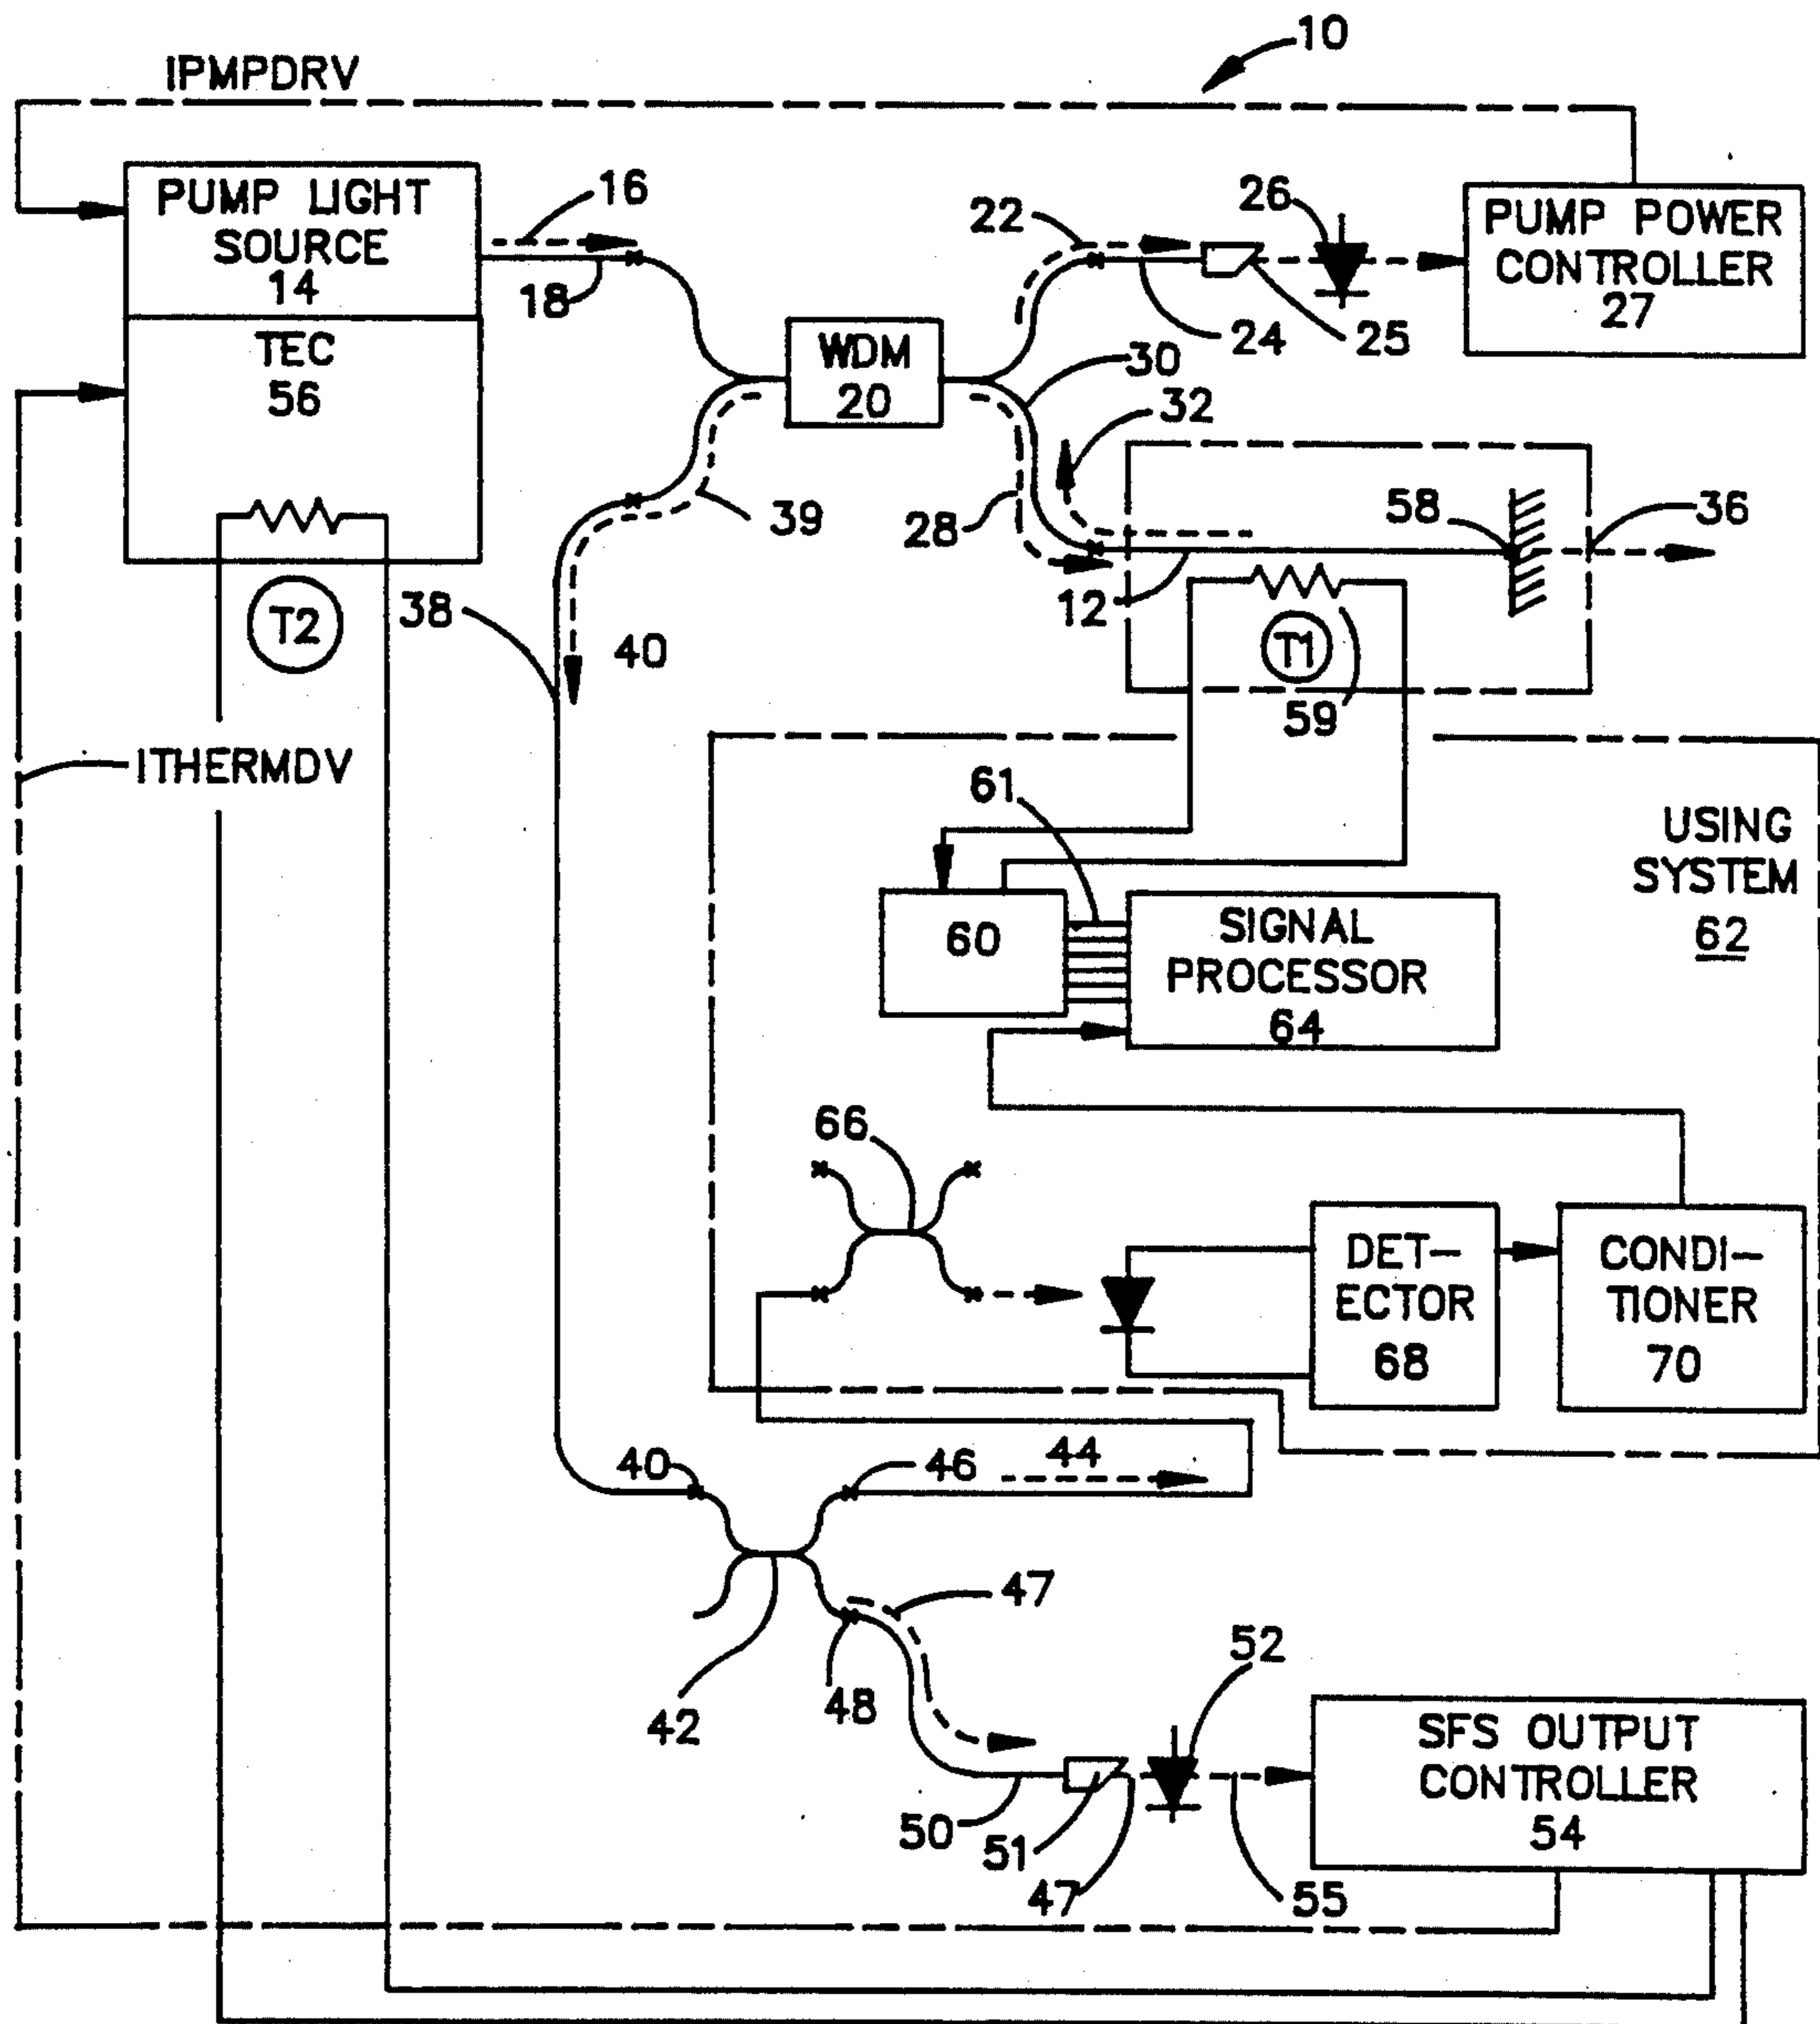 10
IPMPDRV
PUMP LIGHT
SOURCE
14
16
18
22
26
PUMP POWER
CONTROLLER
27
24
25
TEC
56
WDM
20
30
32
39
28
58
36
12
T2
38
40
T1
59
ITHERMDV
61
USING
SYSTEM
62
60
SIGNAL
PROCESSOR
64
66
DET-
ECTOR
68
CONDI-
TIONER
70
40
46
44
47
42
48
52
SFS OUTPUT
CONTROLLER
54
50
51
47
55